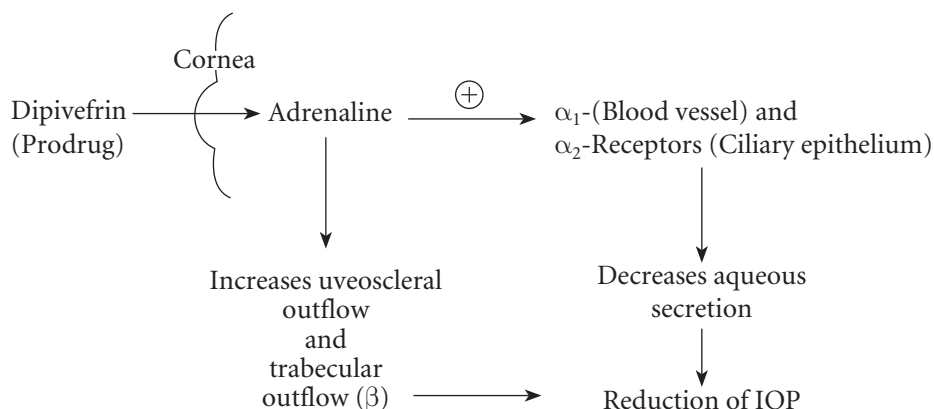 Cornea
Dipivefrin
(Prodrug)
Adrenaline
+
α₁-(Blood vessel) and
α₂-Receptors (Ciliary epithelium)
Increases uveoscleral
outflow
and
trabecular
outflow (β)
Decreases aqueous
secretion
Reduction of IOP